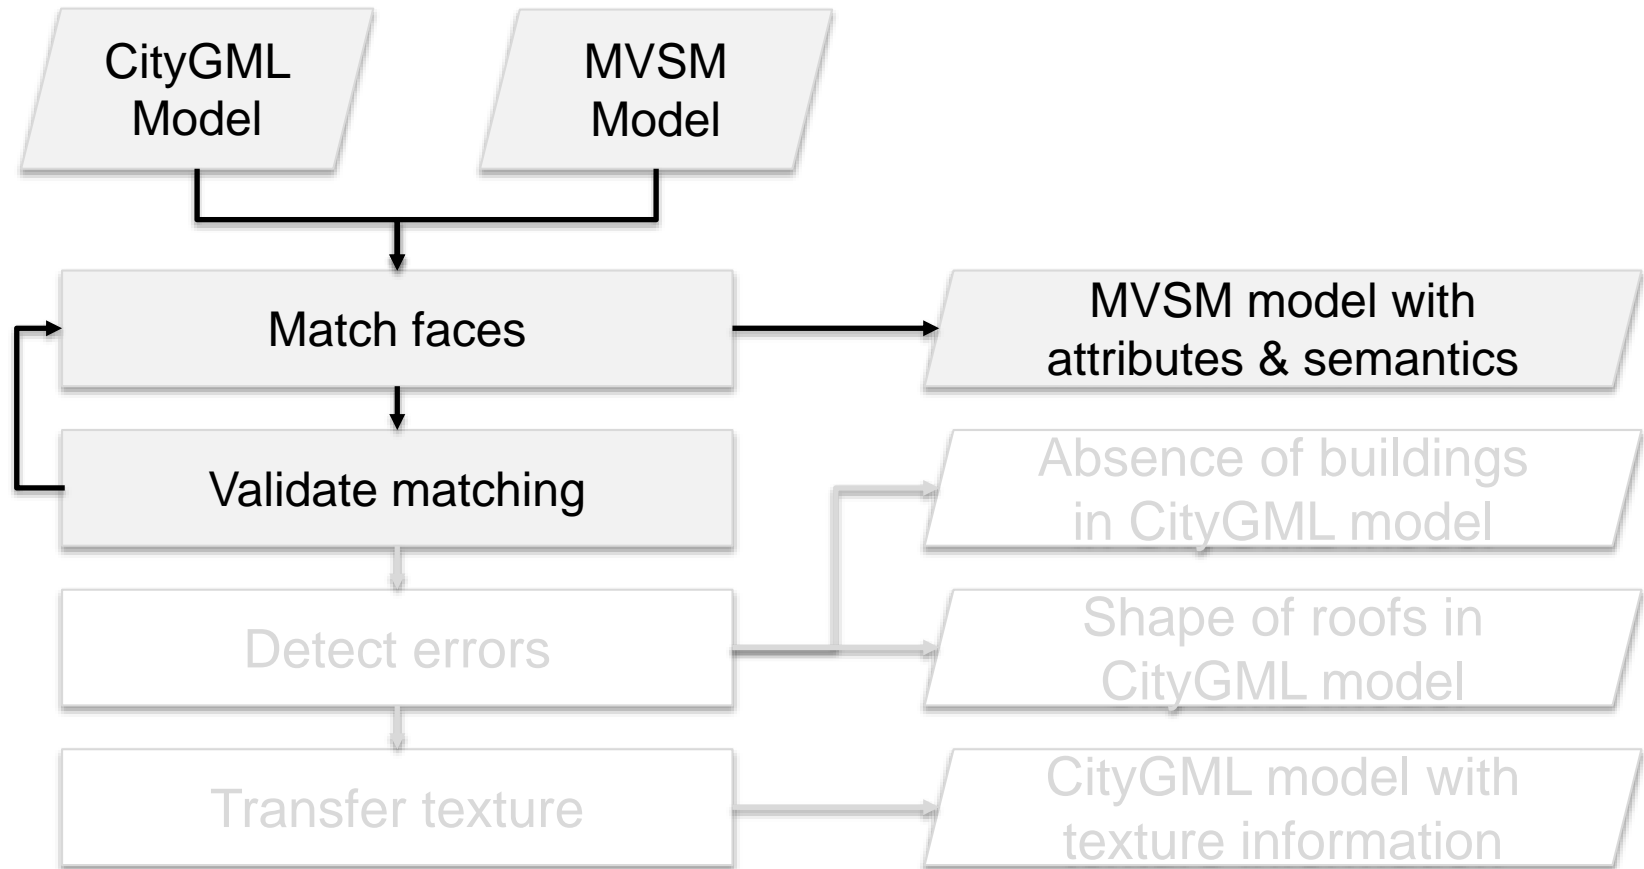 CityGML
Model
MVSM
Model
Match faces
MVSM model with
attributes & semantics
Validate matching
Absence of buildings
in CityGML model
Detect errors
Shape of roofs in
CityGML model
Transfer texture
CityGML model with
texture information